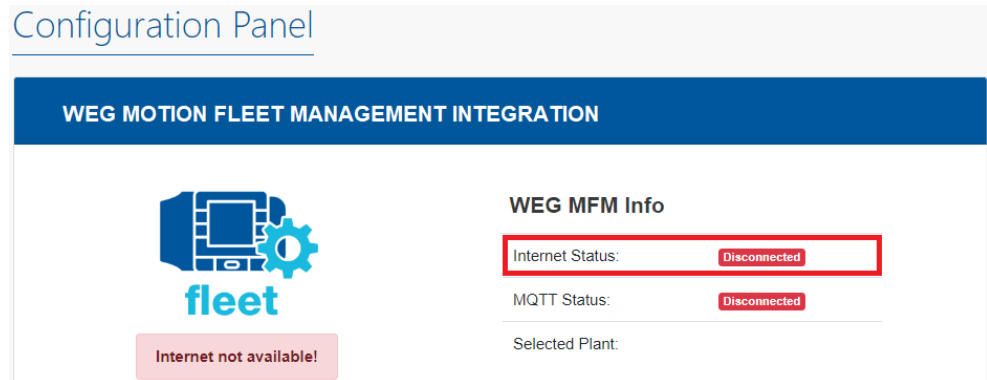 Configuration Panel
WEG MOTION FLEET MANAGEMENT INTEGRATION
fleet
Internet not available!
WEG MFM Info
Internet Status: Disconnected
MQTT Status: Disconnected
Selected Plant: